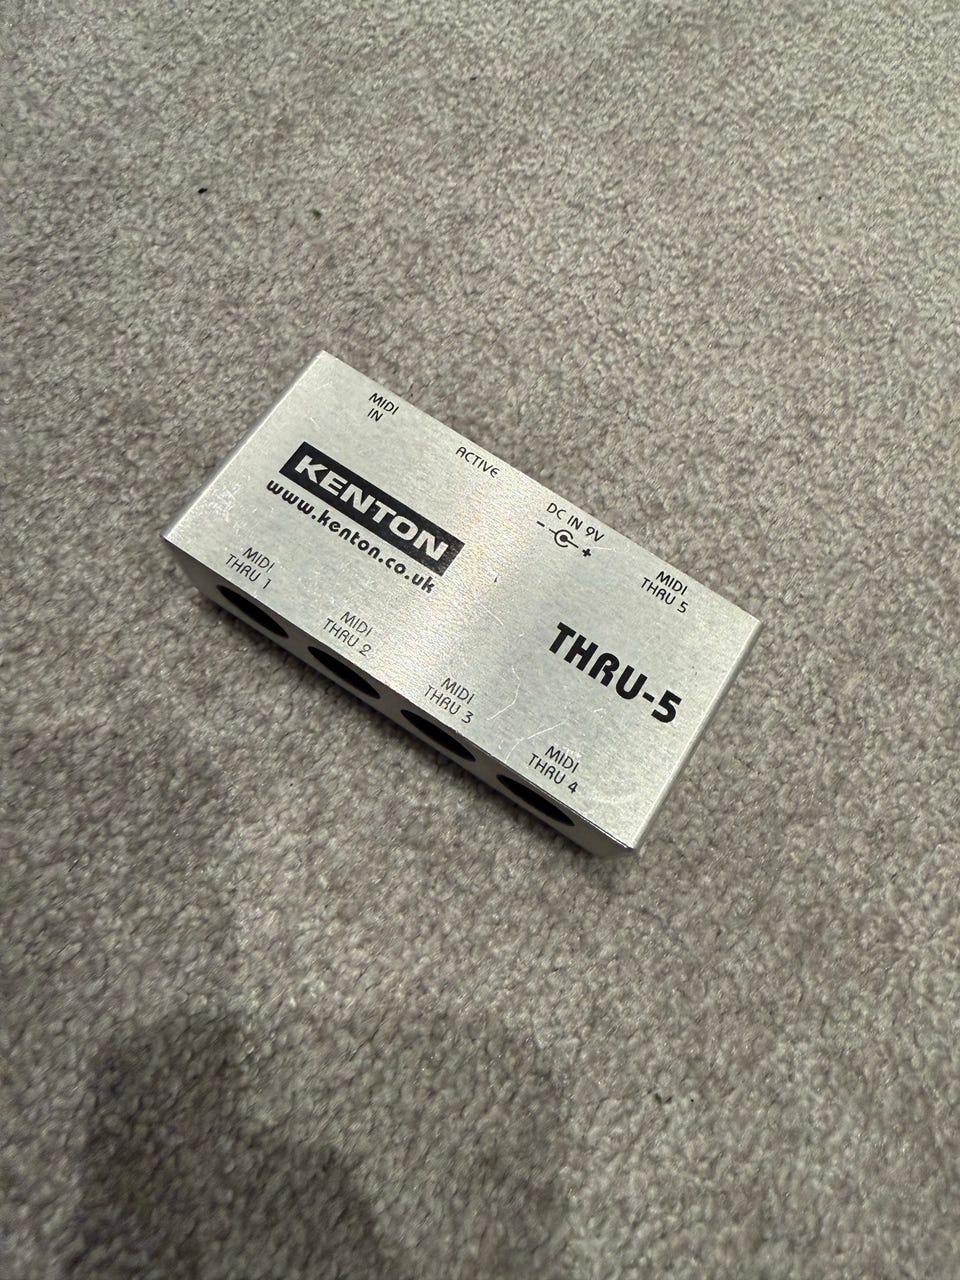 MIDI
IN
ACTIVE
DC IN 9V
- +
MIDI
THRU 5
KENTON
www.kenton.co.uk
THRU-5
MIDI
THRU 1
MIDI
THRU 2
MIDI
THRU 3
MIDI
THRU 4